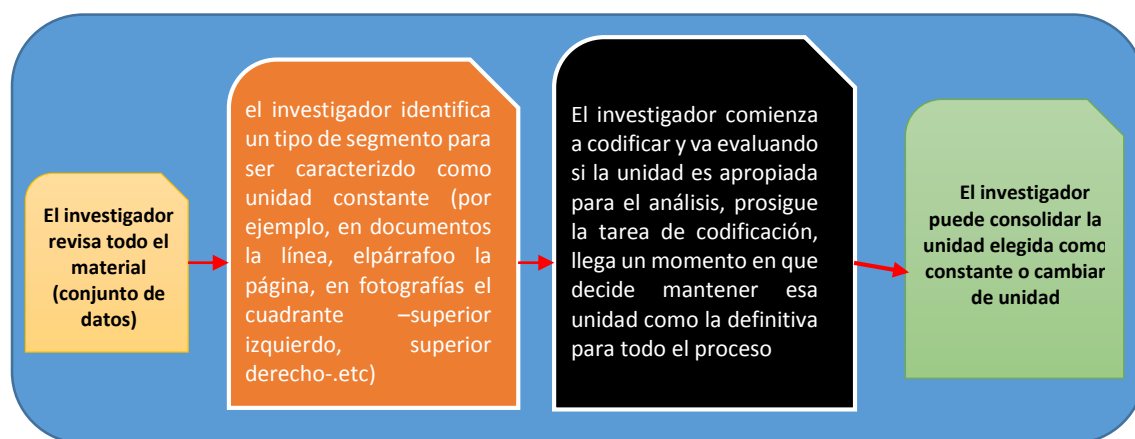 El investigador
revisa todo el
material
(conjunto de
datos)
el investigador identifica
un tipo de segmento para
ser caracterizdo como
unidad constante (por
ejemplo, en documentos
la línea, elpárrafoo la
página, en fotografías el
cuadrante –superior
izquierdo, superior
derecho-.etc)
El investigador comienza
a codificar y va evaluando
si la unidad es apropiada
para el análisis, prosigue
la tarea de codificación,
llega un momento en que
decide mantener esa
unidad como la definitiva
para todo el proceso
El investigador
puede consolidar la
unidad elegida como
constante o cambiar
de unidad